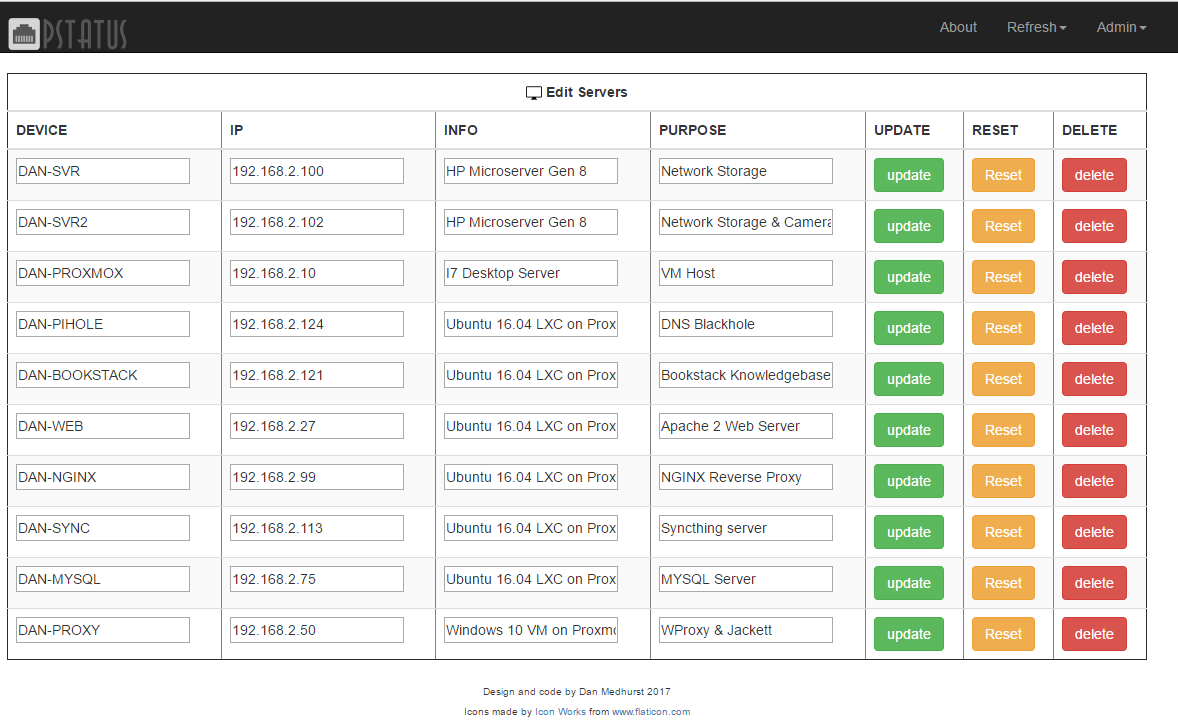 PSTATUS About Refresh Admin
Edit Servers
DEVICE IP INFO PURPOSE UPDATE RESET DELETE
DAN-SVR 192.168.2.100 HP Microserver Gen 8 Network Storage update Reset delete
DAN-SVR2 192.168.2.102 HP Microserver Gen 8 Network Storage & Camera update Reset delete
DAN-PROXMOX 192.168.2.10 I7 Desktop Server VM Host update Reset delete
DAN-PIHOLE 192.168.2.124 Ubuntu 16.04 LXC on Prox DNS Blackhole update Reset delete
DAN-BOOKSTACK 192.168.2.121 Ubuntu 16.04 LXC on Prox Bookstack Knowledgebase update Reset delete
DAN-WEB 192.168.2.27 Ubuntu 16.04 LXC on Prox Apache 2 Web Server update Reset delete
DAN-NGINX 192.168.2.99 Ubuntu 16.04 LXC on Prox NGINX Reverse Proxy update Reset delete
DAN-SYNC 192.168.2.113 Ubuntu 16.04 LXC on Prox Syncthing server update Reset delete
DAN-MYSQL 192.168.2.75 Ubuntu 16.04 LXC on Prox MYSQL Server update Reset delete
DAN-PROXY 192.168.2.50 Windows 10 VM on Proxmo WProxy & Jackett update Reset delete
Design and code by Dan Medhurst 2017
Icons made by Icon Works from www.flaticon.com